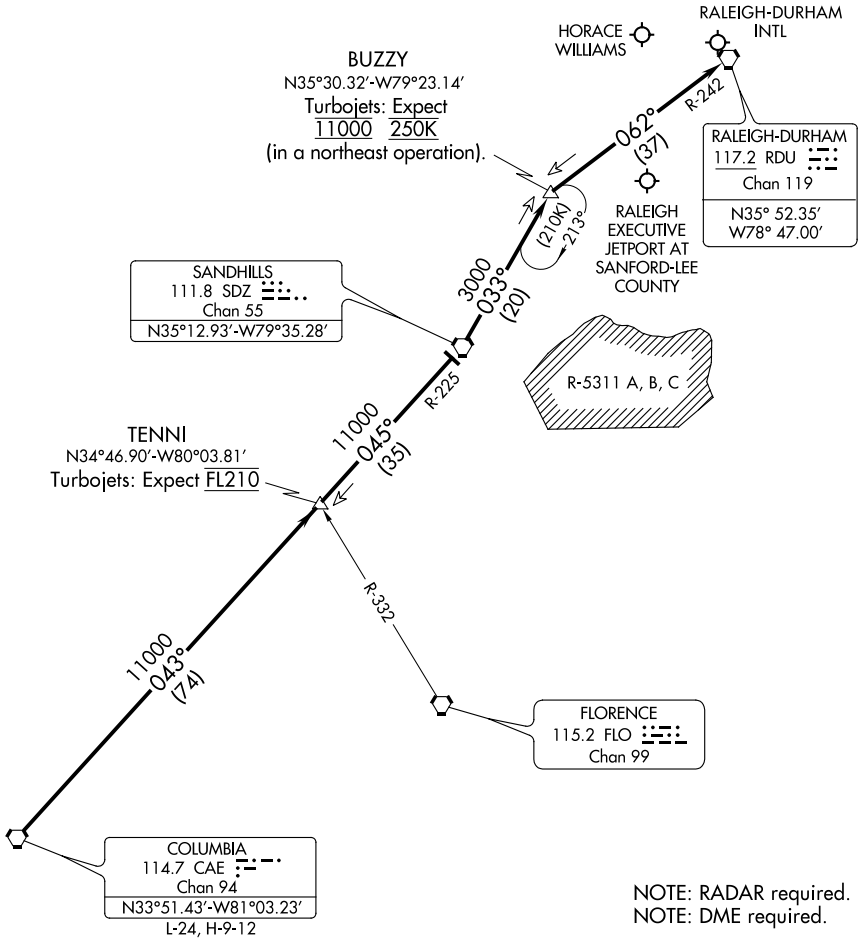 RALEIGH-DURHAM
INTL
HORACE
WILLIAMS
BUZZY
N35°30.32'-W79°23.14'
Turbojets: Expect
11000 250K
(in a northeast operation).
R-242
062°
(37)
RALEIGH-DURHAM
117.2 RDU
Chan 119
N35° 52.35'
W78° 47.00'
RALEIGH
EXECUTIVE
JETPORT AT
SANFORD-LEE
COUNTY
(210K)
213°
3000
033°
(20)
SANDHILLS
111.8 SDZ
Chan 55
N35°12.93'-W79°35.28'
R-5311 A, B, C
R-225
11000
045°
(35)
TENNI
N34°46.90'-W80°03.81'
Turbojets: Expect FL210
R-332
11000
043°
(74)
FLORENCE
115.2 FLO
Chan 99
COLUMBIA
114.7 CAE
Chan 94
N33°51.43'-W81°03.23'
L-24, H-9-12
NOTE: RADAR required.
NOTE: DME required.